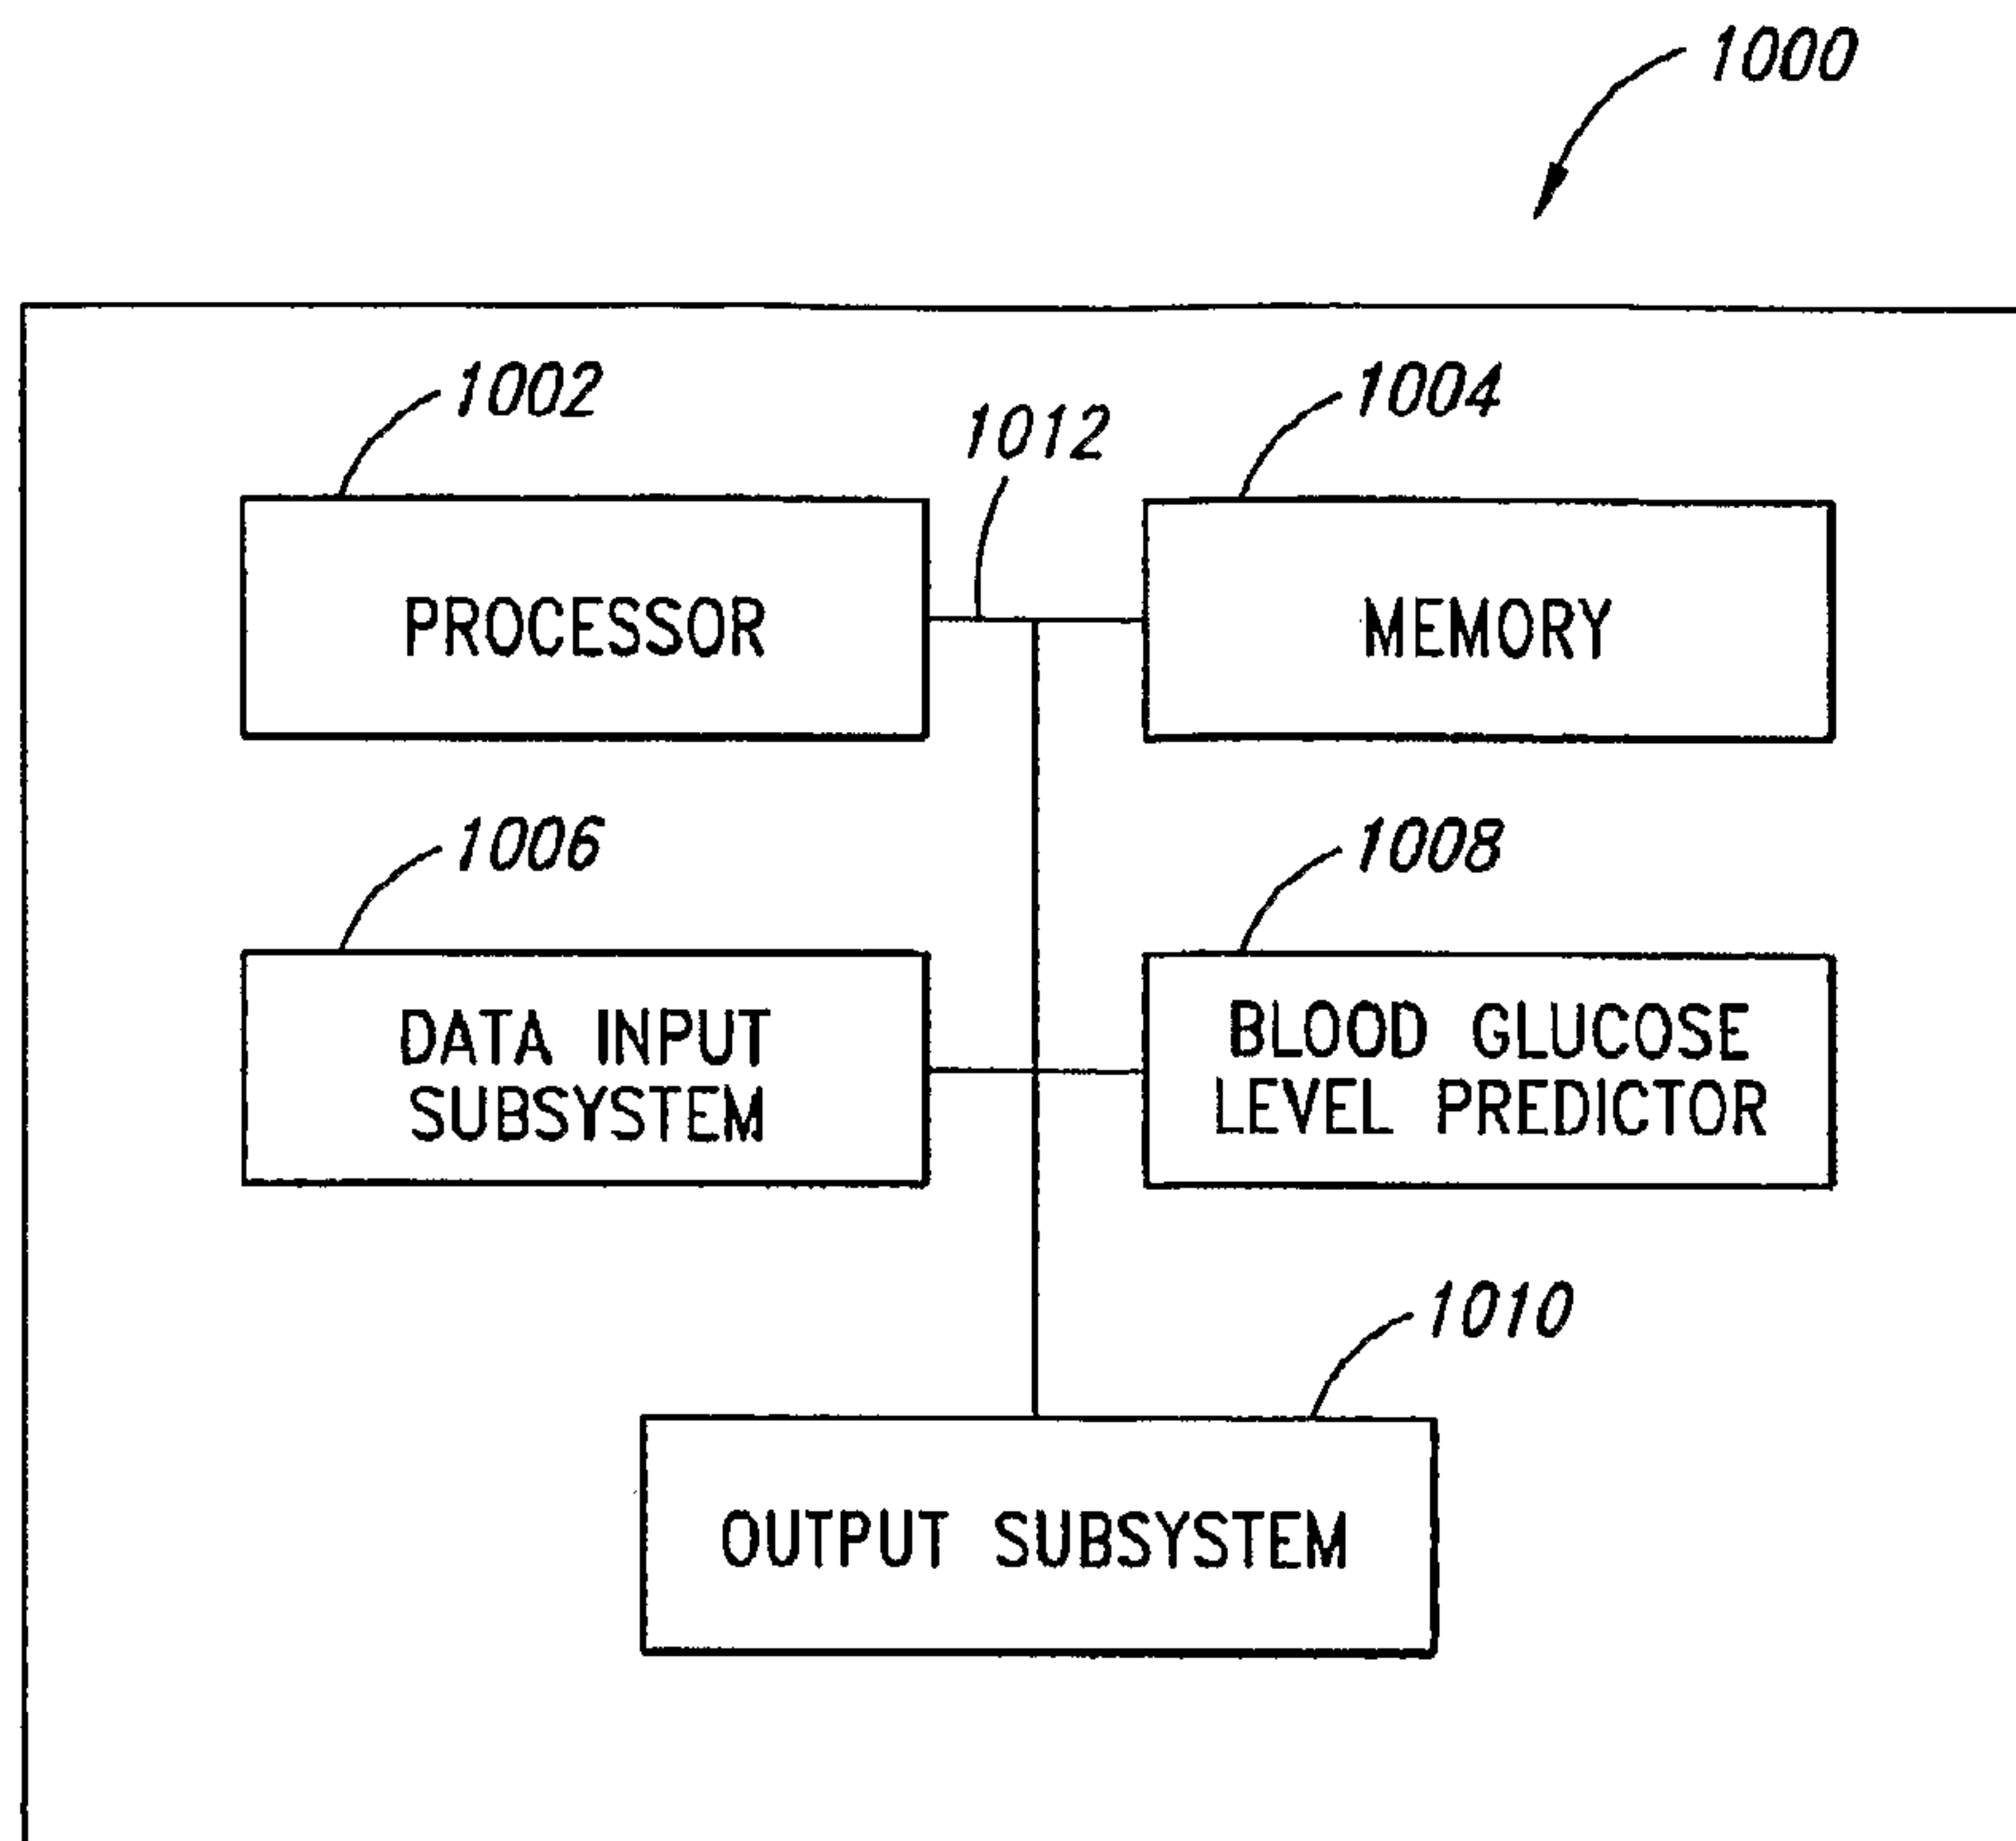 1000
1002
1012
1004
PROCESSOR
MEMORY
1006
1008
DATA INPUT
SUBSYSTEM
BLOOD GLUCOSE
LEVEL PREDICTOR
1010
OUTPUT SUBSYSTEM